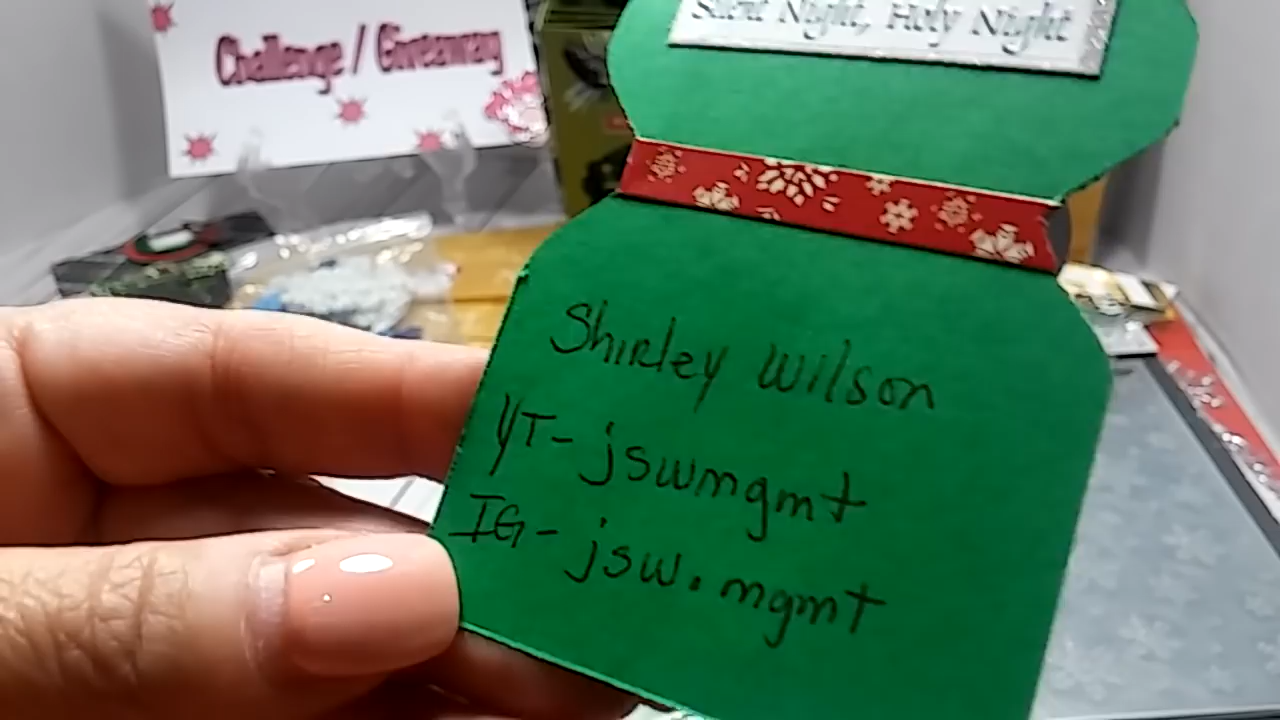 Challenge / Giveaway
Silent Night, Holy Night
Shirley Wilson
YT- jswmgmt
IG- jsw.mgmt